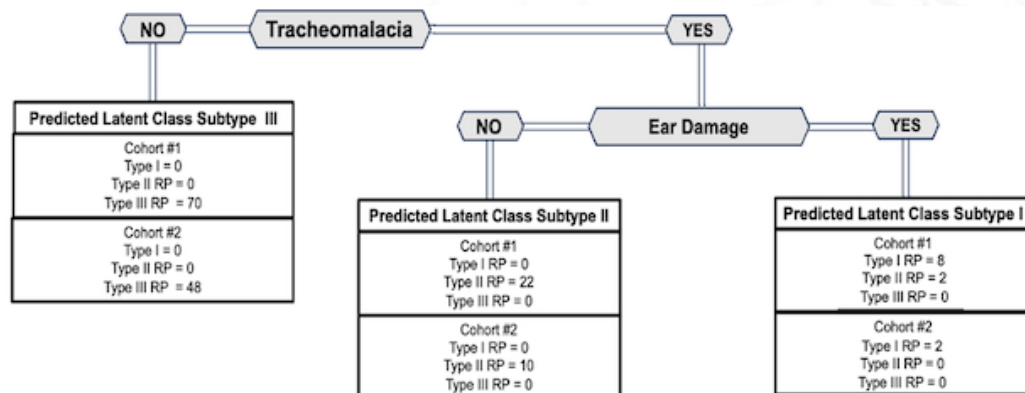 NO
Tracheomalacia
YES
Predicted Latent Class Subtype III
Cohort #1
Type I = 0
Type II RP = 0
Type III RP = 70
Cohort #2
Type I = 0
Type II RP = 0
Type III RP = 48
NO
Ear Damage
YES
Predicted Latent Class Subtype II
Cohort #1
Type I RP = 0
Type II RP = 22
Type III RP = 0
Cohort #2
Type I RP = 0
Type II RP = 10
Type III RP = 0
Predicted Latent Class Subtype I
Cohort #1
Type I RP = 8
Type II RP = 2
Type III RP = 0
Cohort #2
Type I RP = 2
Type II RP = 0
Type III RP = 0